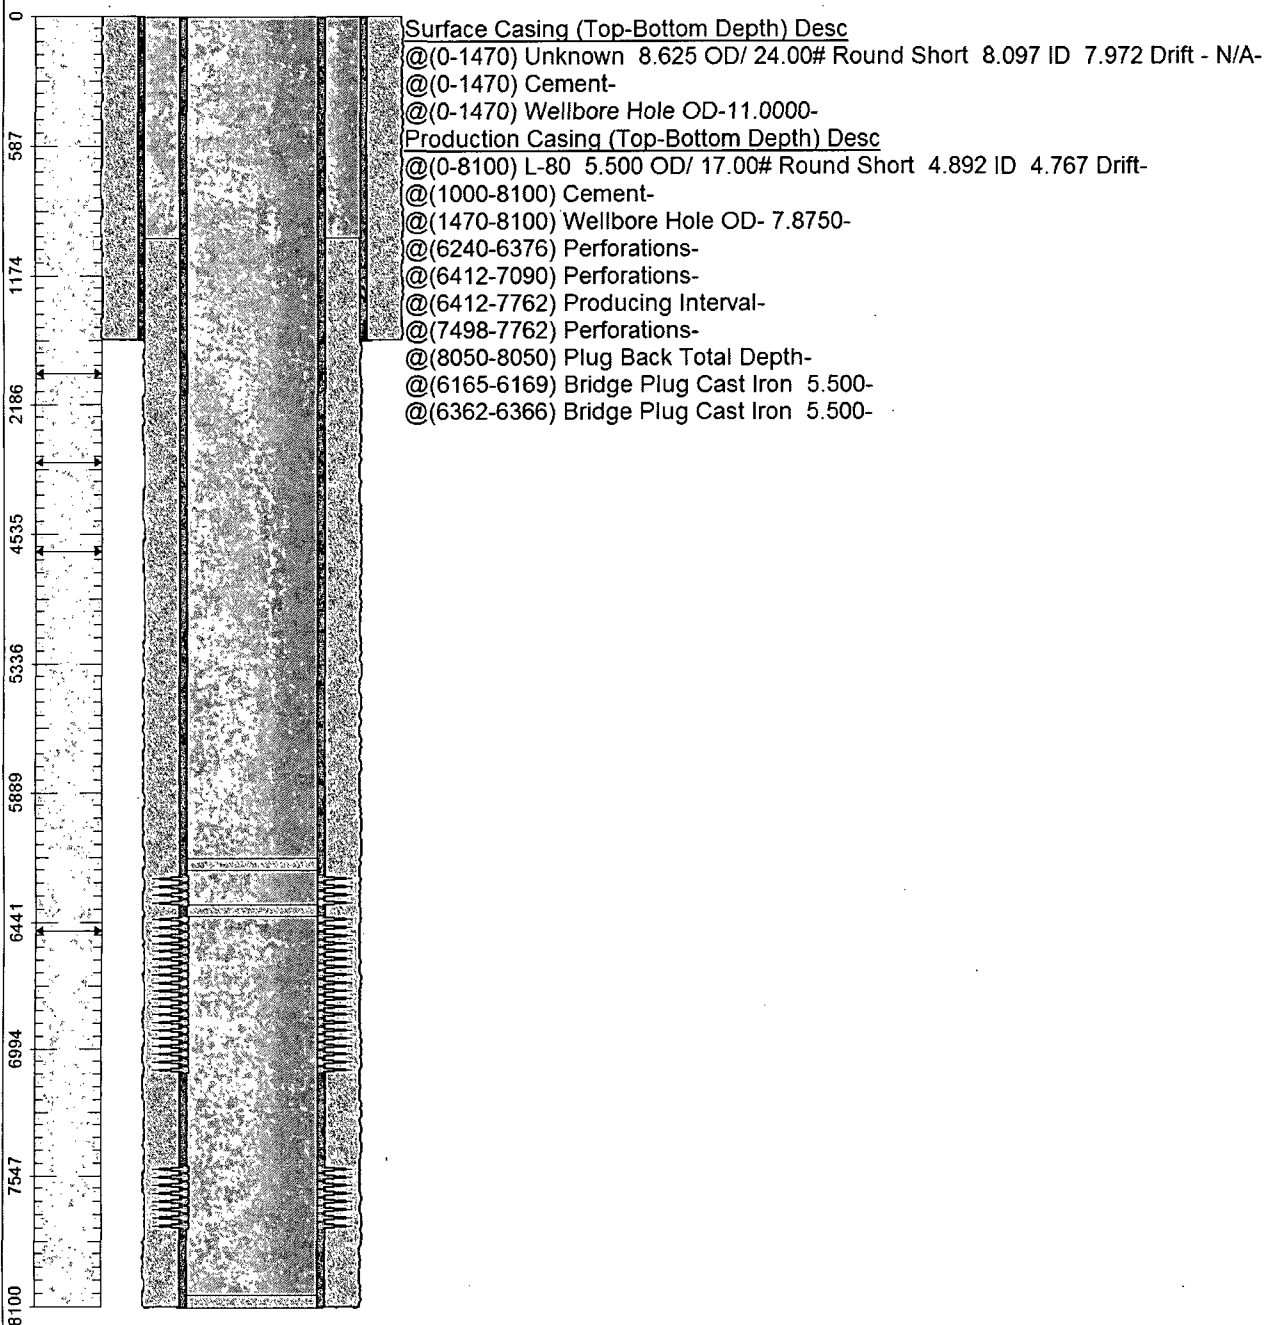 Surface Casing (Top-Bottom Depth) Desc
@(0-1470) Unknown 8.625 OD/ 24.00# Round Short 8.097 ID 7.972 Drift - N/A-
@(0-1470) Cement-
@(0-1470) Wellbore Hole OD-11.0000-
Production Casing (Top-Bottom Depth) Desc
@(0-8100) L-80 5.500 OD/ 17.00# Round Short 4.892 ID 4.767 Drift-
@(1000-8100) Cement-
@(1470-8100) Wellbore Hole OD- 7.8750-
@(6240-6376) Perforations-
@(6412-7090) Perforations-
@(6412-7762) Producing Interval-
@(7498-7762) Perforations-
@(8050-8050) Plug Back Total Depth-
@(6165-6169) Bridge Plug Cast Iron 5.500-
@(6362-6366) Bridge Plug Cast Iron 5.500-
0
587
1174
2186
4535
5336
5889
6441
6994
7547
8100